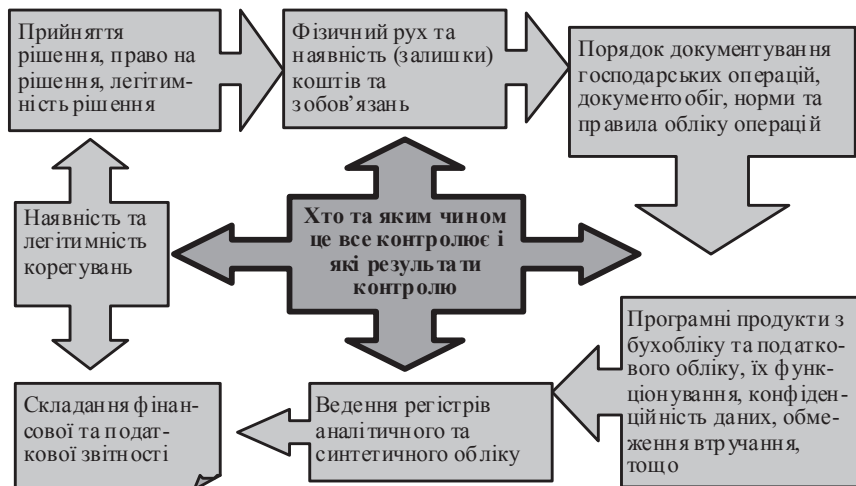 Прийняття
рішення, право на
рішення, легітим-
ність рішення
Фізичний рух та
наявність (залишки)
коштів та
зобов’язань
Порядок документування
господарських операцій,
документообіг, норми та
правила обліку операцій
Наявність та
легітимність
корегувань
Хто та яким чином
це все контролює і
які результати
контролю
Програмні продукти з
бухобліку та податко-
вого обліку, їх функ-
ціонування, конфіден-
ційність даних, обме-
ження втручання,
тощо
Ведення регістрів
аналітичного та
синтетичного обліку
Складання фінан-
сової та подат-
кової звітності